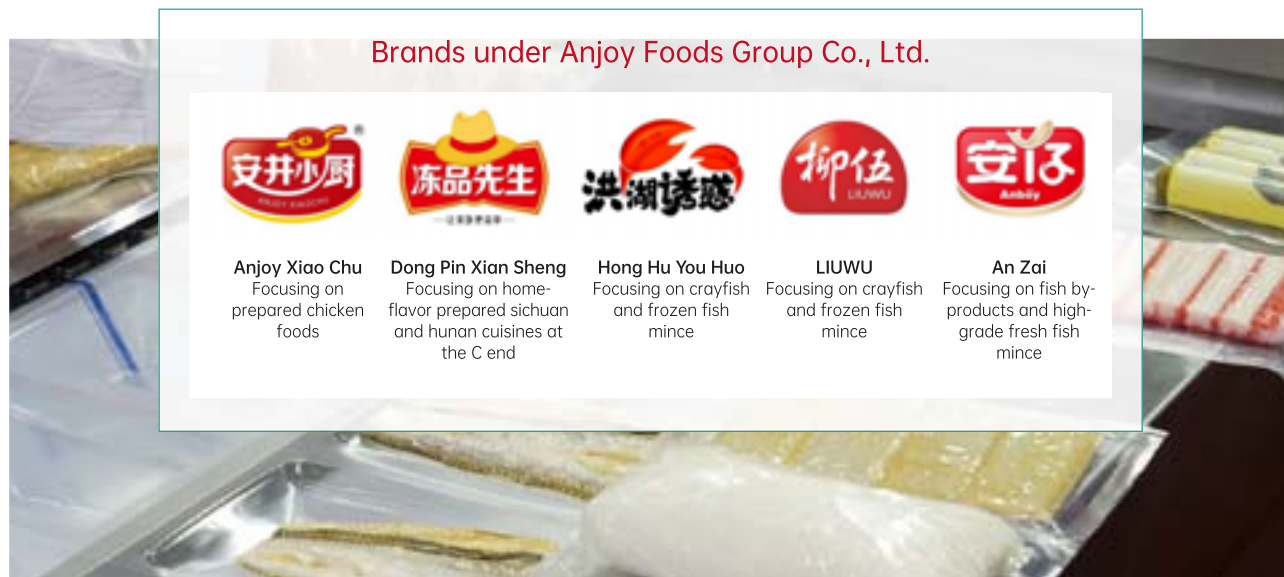 Brands under Anjoy Foods Group Co., Ltd.
安井小厨
®
ANJOY XIAOCHU
冻品先生
洪湖诱惑
柳伍
LIUWU
安仔
Anbòy
Anjoy Xiao Chu
Focusing on
prepared chicken
foods
Dong Pin Xian Sheng
Focusing on home-
flavor prepared sichuan
and hunan cuisines at
the C end
Hong Hu You Huo
Focusing on crayfish
and frozen fish
mince
LIUWU
Focusing on crayfish
and frozen fish
mince
An Zai
Focusing on fish by-
products and high-
grade fresh fish
mince